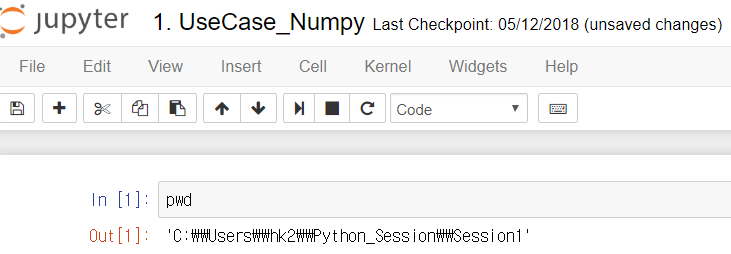 jupyter 1. UseCase_Numpy Last Checkpoint: 05/12/2018 (unsaved changes)
File Edit View Insert Cell Kernel Widgets Help
Code
In [1]: pwd
Out[1]: 'C:₩₩Users₩₩hk2₩₩Python_Session₩₩Session1'